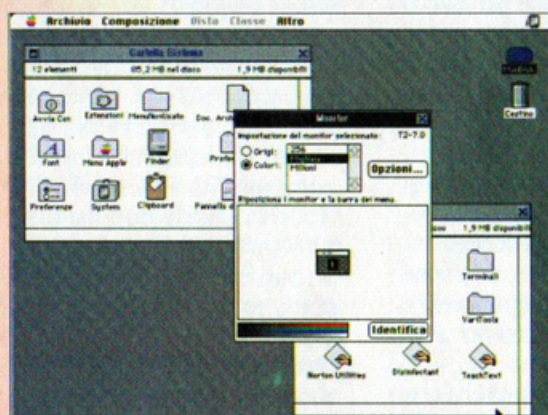 Archivio Composizione Vista Classe Altro
Cartella Sistema
12 elementi 65,2 MB nel disco 1,9 MB disponibili
Avvia Con
Estensioni
Doc.
Font
Menu Apple
Finder
Preferenze
System
Clipboard
Pannello
Cestino
Monitor
Impostazione del monitor selezionato: T2-7.0
Grigi:
Colori:
256
Migliaia
Milioni
Opzioni...
Riposiziona i monitor e la barra dei menu.
1
Identifica
1,9 MB disponibili
Terminali
VariTools
Norton Utilities
Disinfectant
TeachText